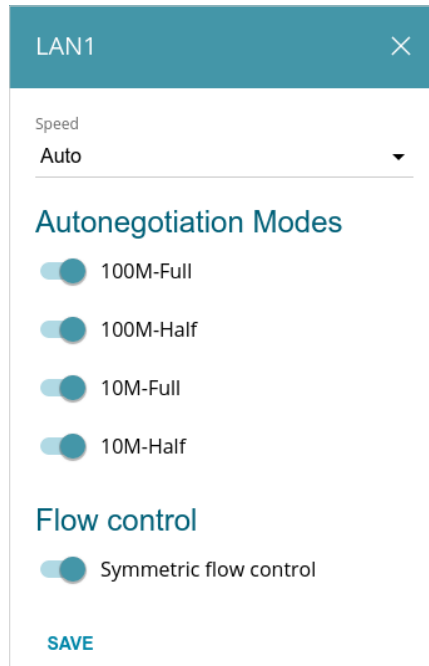 LAN1
Speed
Auto
Autonegotiation Modes
100M-Full
100M-Half
10M-Full
10M-Half
Flow control
Symmetric flow control
SAVE